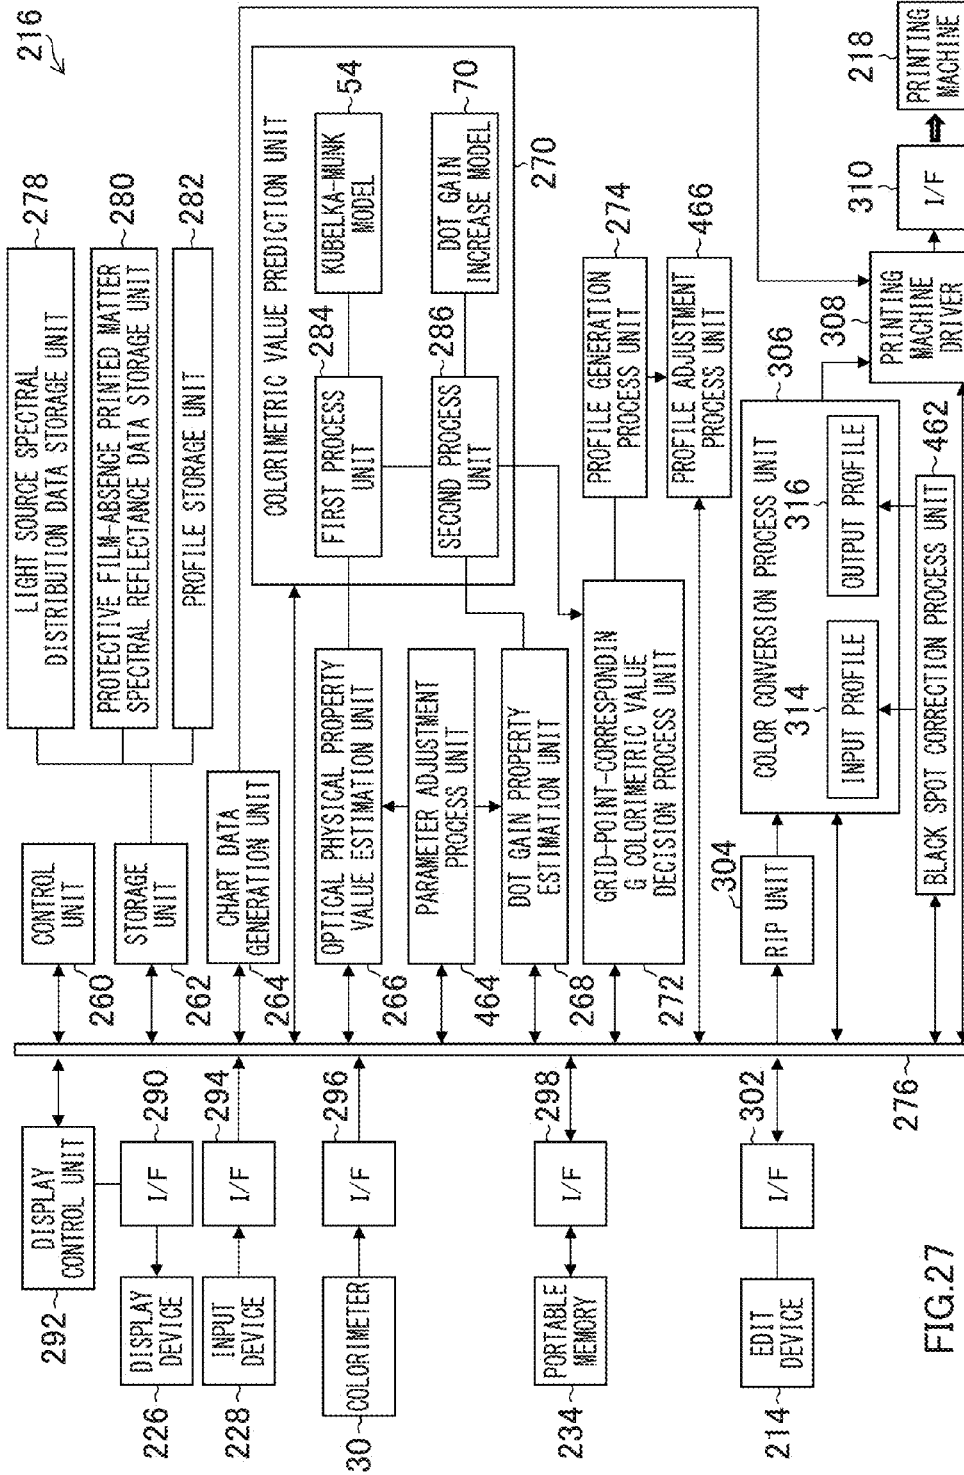 216
DISPLAY
CONTROL UNIT
292
I/F
290
DISPLAY
DEVICE
226
INPUT
DEVICE
228
I/F
294
COLORIMETER
30
I/F
296
PORTABLE
MEMORY
234
I/F
298
EDIT
DEVICE
214
I/F
302
276
CONTROL
UNIT
260
STORAGE
UNIT
262
LIGHT SOURCE SPECTRAL
DISTRIBUTION DATA STORAGE UNIT
278
PROTECTIVE FILM-ABSENCE PRINTED MATTER
SPECTRAL REFLECTANCE DATA STORAGE UNIT
280
PROFILE STORAGE UNIT
282
CHART DATA
GENERATION UNIT
264
COLORIMETRIC VALUE PREDICTION UNIT
270
FIRST PROCESS
UNIT
284
KUBELKA-MUNK
MODEL
54
SECOND PROCESS
UNIT
286
DOT GAIN
INCREASE MODEL
70
OPTICAL PHYSICAL PROPERTY
VALUE ESTIMATION UNIT
266
PARAMETER ADJUSTMENT
PROCESS UNIT
464
DOT GAIN PROPERTY
ESTIMATION UNIT
268
GRID-POINT-CORRESPONDIN
G COLORIMETRIC VALUE
DECISION PROCESS UNIT
272
PROFILE GENERATION
PROCESS UNIT
274
PROFILE ADJUSTMENT
PROCESS UNIT
466
RIP UNIT
304
COLOR CONVERSION PROCESS UNIT
306
INPUT PROFILE
314
OUTPUT PROFILE
316
BLACK SPOT CORRECTION PROCESS UNIT
462
PRINTING
MACHINE
DRIVER
308
I/F
310
PRINTING
MACHINE
218
FIG.27